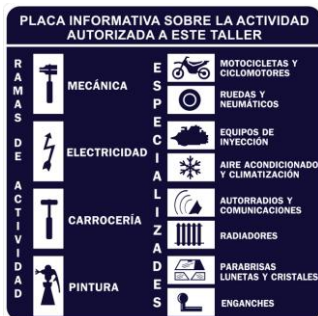 PLACA INFORMATIVA SOBRE LA ACTIVIDAD
AUTORIZADA A ESTE TALLER
RAMAS DE ACTIVIDAD
MECÁNICA
ELECTRICIDAD
CARROCERÍA
PINTURA
ESPECIALIZADES
MOTOCICLETAS Y
CICLOMOTORES
RUEDAS Y
NEUMÁTICOS
EQUIPOS DE
INYECCIÓN
AIRE ACONDICIONADO
Y CLIMATIZACIÓN
AUTORRADIOS Y
COMUNICACIONES
RADIADORES
PARABRISAS
LUNETAS Y CRISTALES
ENGANCHES